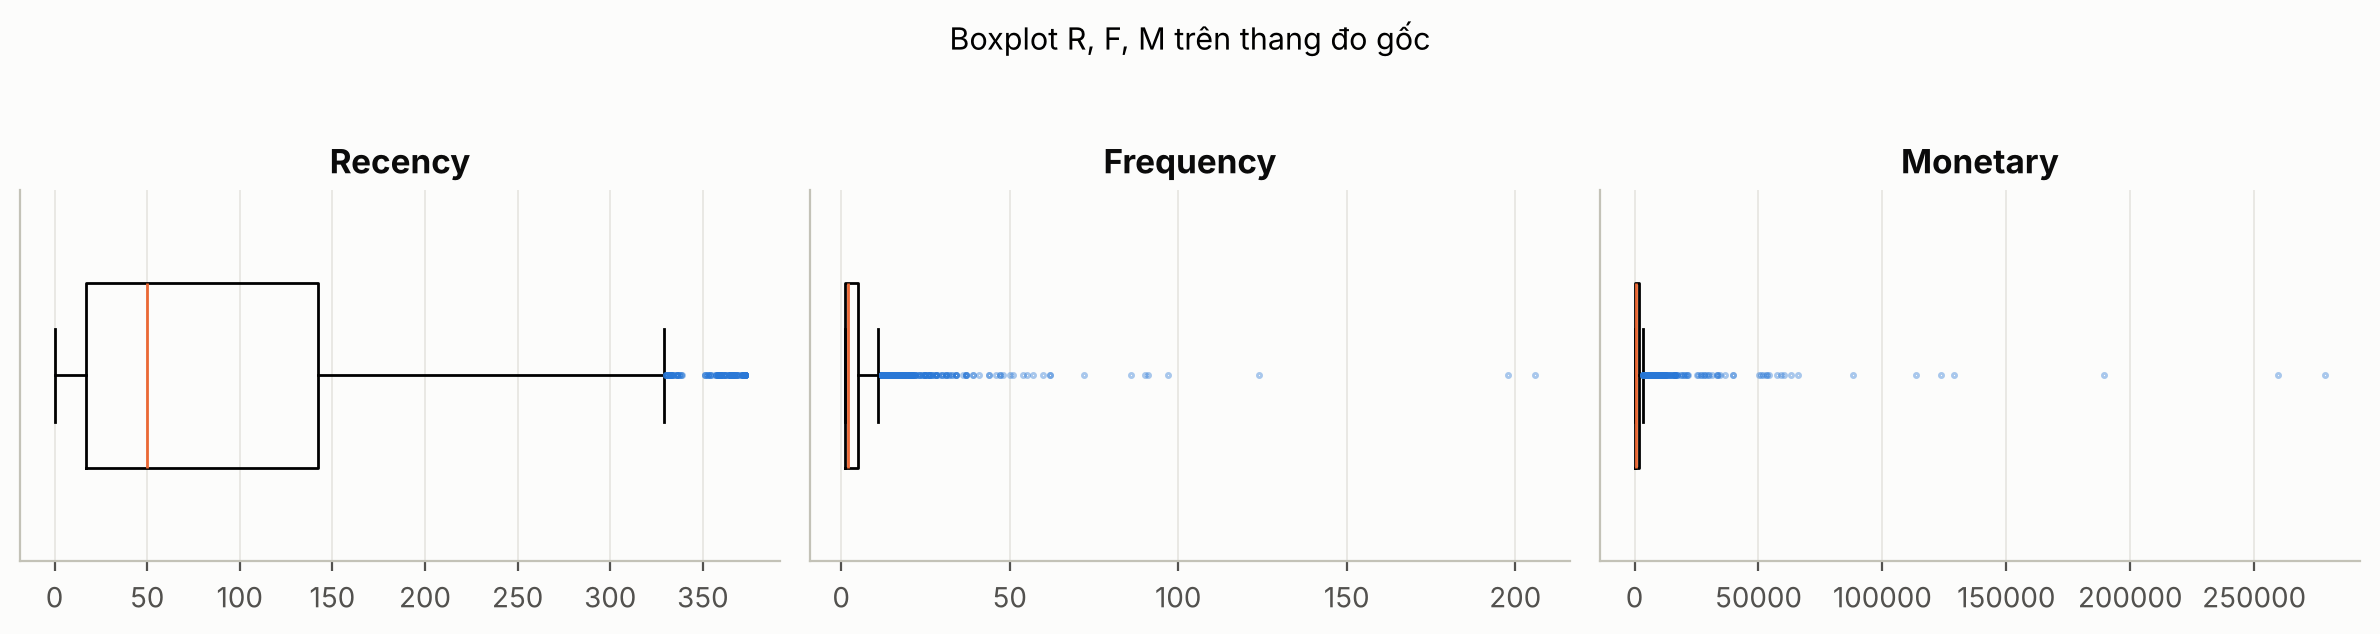 Boxplot R, F, M trên thang đo gốc
Recency
Frequency
Monetary
0 50 100 150 200 250 300 350
0 50 100 150 200
0 50000 100000 150000 200000 250000